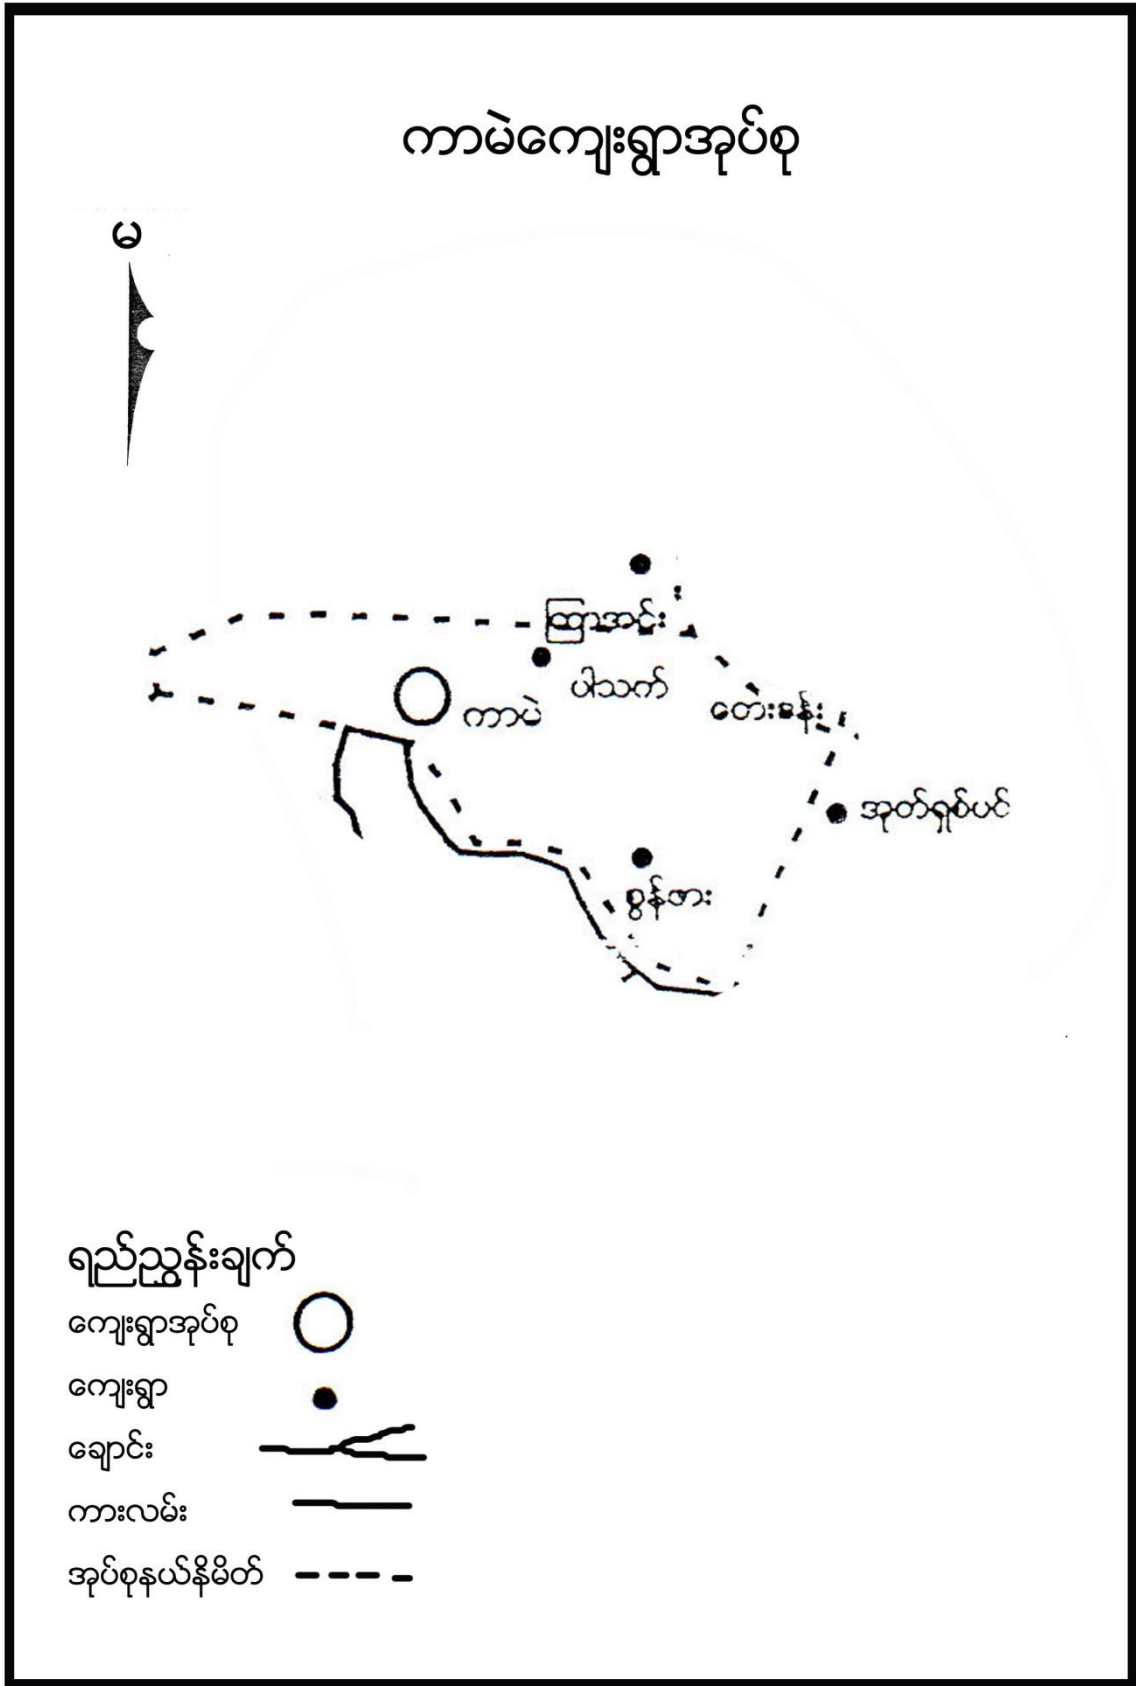 ကာမဲကျေးရွာအုပ်စု
မ
ထြာအင်း
ပါသက်
ကာမဲ
တေးခန်း
အုတ်ရှစ်ပင်
စွန်ဇား
ရည်ညွှန်းချက်
ကျေးရွာအုပ်စု
ကျေးရွာ
ချောင်း
ကားလမ်း
အုပ်စုနယ်နိမိတ်